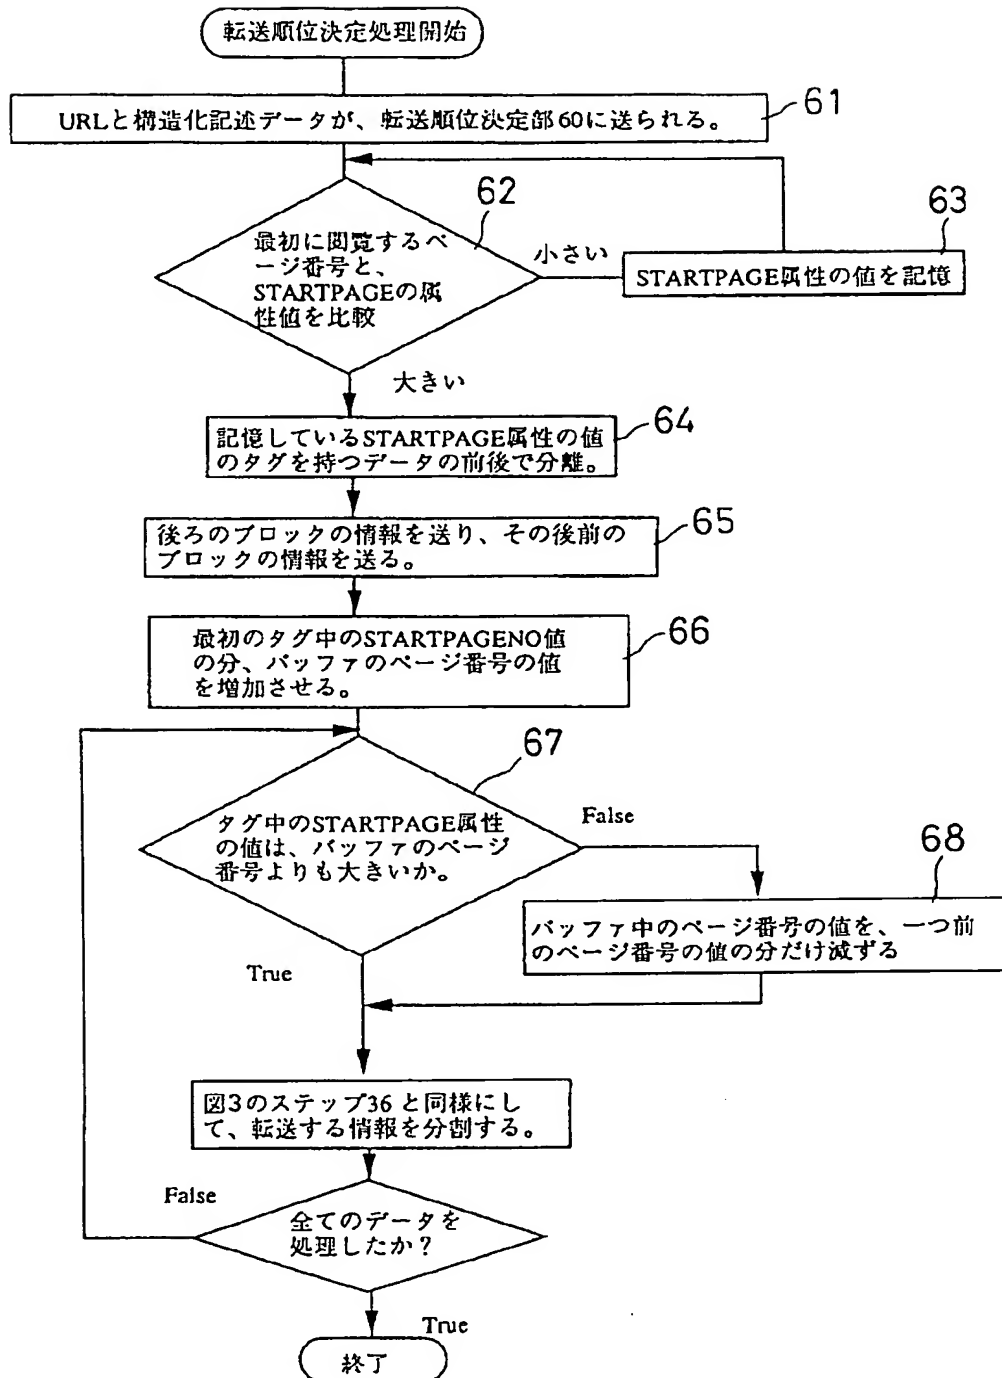 転送順位決定処理開始
URLと構造化記述データが、転送順位決定部60に送られる。
61
62
最初に閲覧するペ
ージ番号と、
STARTPAGEの属
性値を比較
小さい
63
STARTPAGE属性の値を記憶
大きい
記憶しているSTARTPAGE属性の値
のタグを持つデータの前後で分離。
64
後ろのブロックの情報を送り、その後前の
ブロックの情報を送る。
65
最初のタグ中のSTARTPAGENO値
の分、バッファのページ番号の値
を増加させる。
66
67
タグ中のSTARTPAGE属性
の値は、バッファのページ
番号よりも大きいか。
False
68
バッファ中のページ番号の値を、一つ前
のページ番号の値の分だけ減ずる
True
図3のステップ36と同様にし
て、転送する情報を分割する。
False
全てのデータを
処理したか?
True
終了